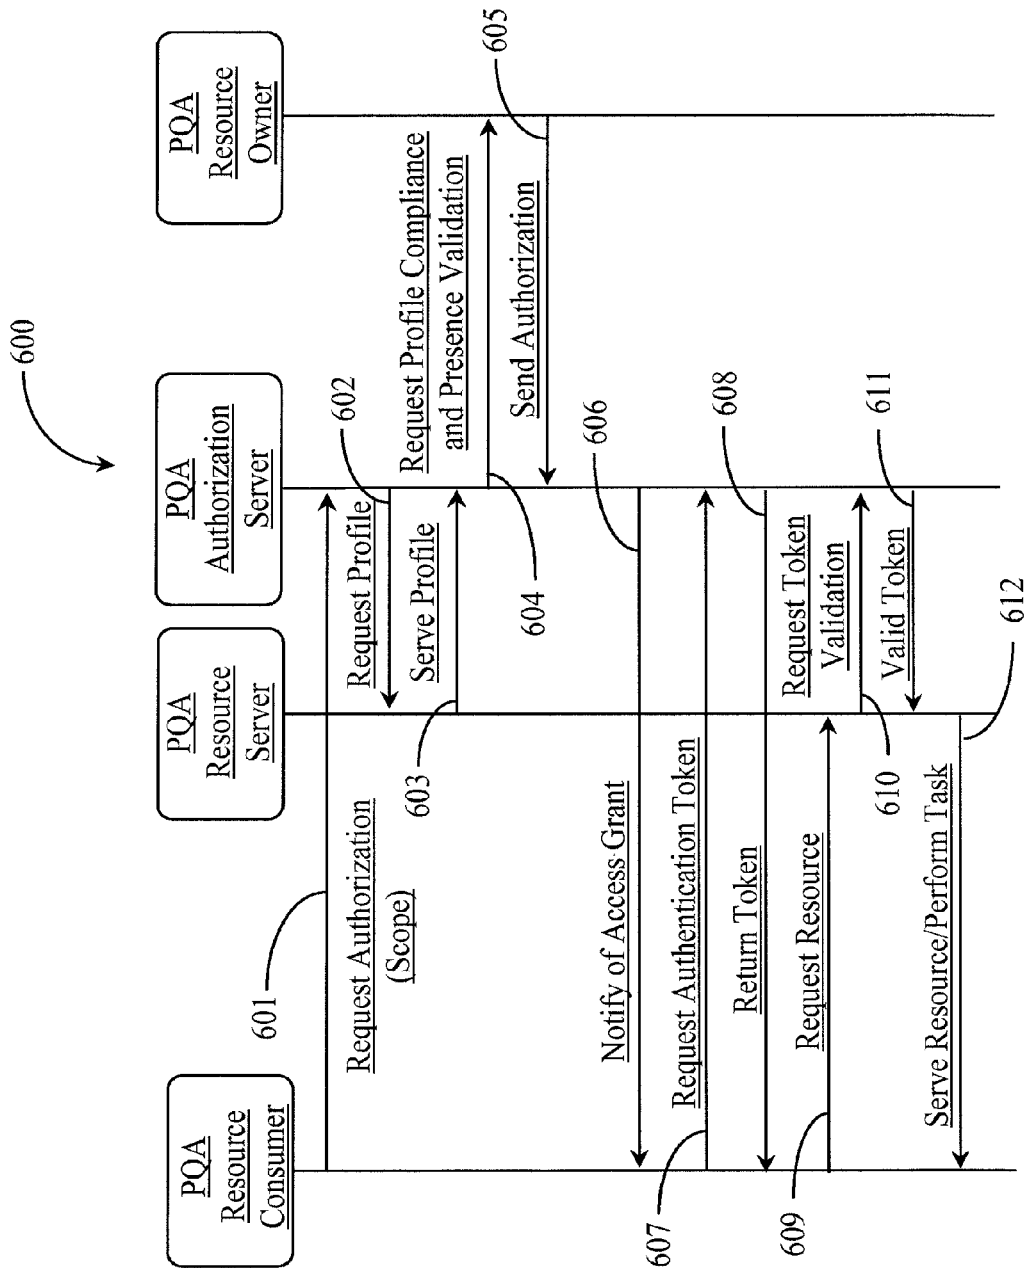 600
PQA
Resource
Consumer
PQA
Resource
Server
PQA
Authorization
Server
PQA
Resource
Owner
601
Request Authorization
(Scope)
602
Request Profile
603
Serve Profile
604
Request Profile Compliance
and Presence Validation
605
Send Authorization
606
Notify of Access Grant
607
Request Authentication Token
608
Return Token
609
Request Resource
610
Request Token
Validation
611
Valid Token
612
Serve Resource/Perform Task